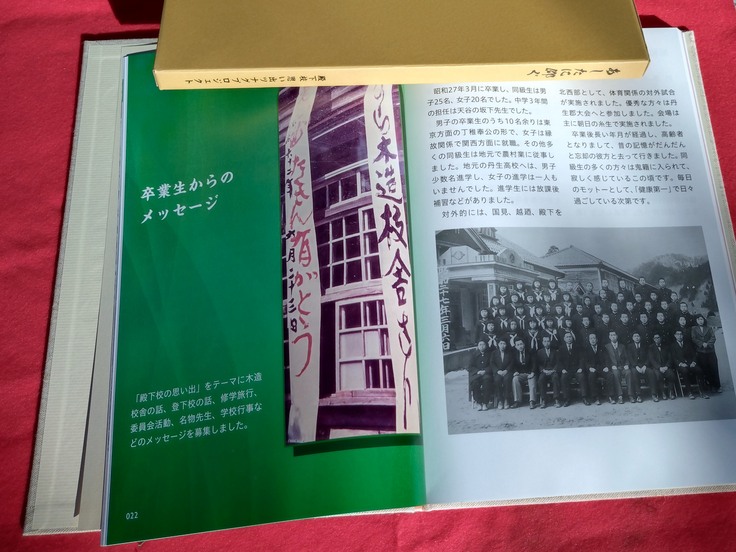 あしたに咲く
殿下校思い出ツナグプロジェクト
卒業生からの
メッセージ
「殿下校の思い出」をテーマに木造
校舎の話、登下校の話、修学旅行、
委員会活動、名物先生、学校行事な
どのメッセージを募集しました。
022
木造校舎
有がとう
昭和27年3月に卒業し、同級生は男
子25名、女子20名でした。中学3年間
の担任は天谷の坂下先生でした。
男子の卒業生のうち10名余りは東
京方面の丁稚奉公の形で、女子は縁
故関係で関西方面に就職。その他多
くの同級生は地元で農村業に従事し
ました。地元の丹生高校へは、男子
少数名進学し、女子の進学は一人も
いませんでした。進学生には放課後
補習などがありました。
対外的には、国見、越廼、殿下を
北西部として、体育関係の対外試合
が実施されました。優秀な方々は丹
生郡大会へと参加しました。会場は
主に朝日の糸生で実施されました。
卒業後長い年月が経過し、高齢者
となりまして、昔の記憶がだんだん
と忘却の彼方と去って行きました。同
級生の多くの方々は鬼籍に入られて、
寂しく感じているこの頃です。毎日
のモットーとして、「健康第一」で日々
過ごしている次第です。